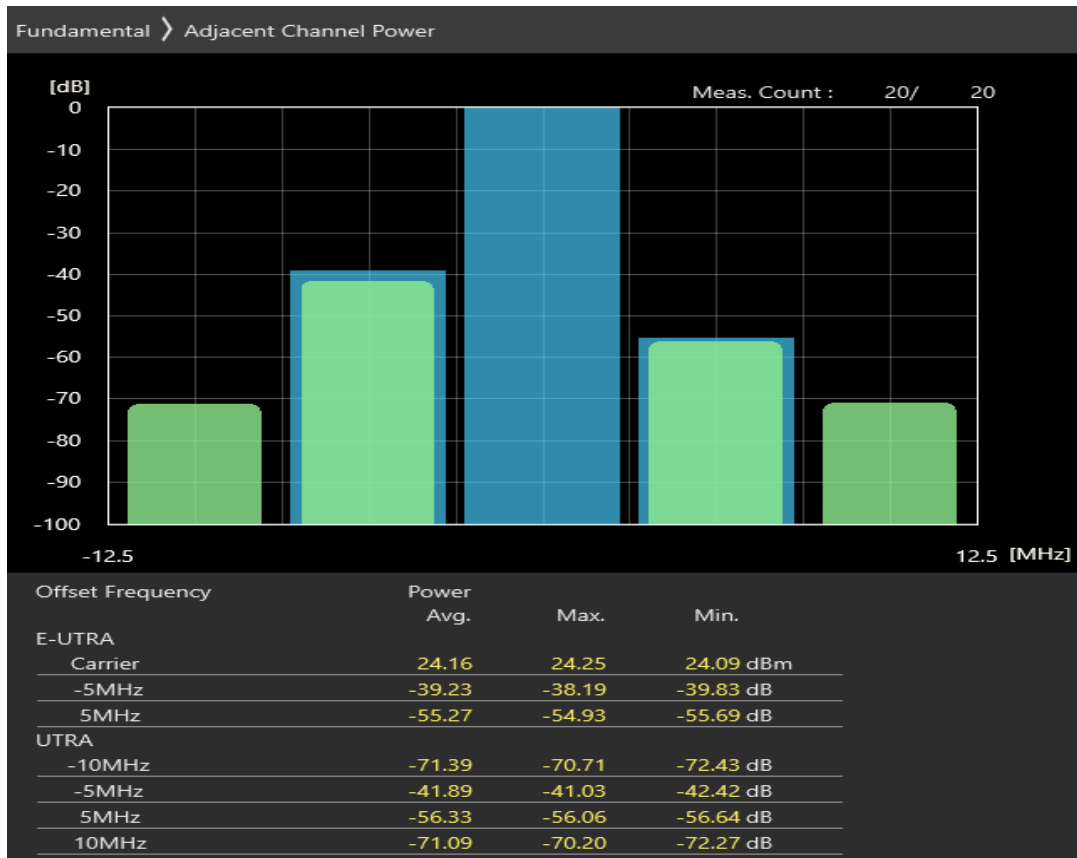 Fundamental ❯ Adjacent Channel Power
[dB]
Meas. Count : 20/ 20
0
-10
-20
-30
-40
-50
-60
-70
-80
-90
-100
-12.5 12.5 [MHz]
Offset Frequency Power
Avg. Max. Min.
E-UTRA
Carrier 24.16 24.25 24.09 dBm
-5MHz -39.23 -38.19 -39.83 dB
5MHz -55.27 -54.93 -55.69 dB
UTRA
-10MHz -71.39 -70.71 -72.43 dB
-5MHz -41.89 -41.03 -42.42 dB
5MHz -56.33 -56.06 -56.64 dB
10MHz -71.09 -70.20 -72.27 dB